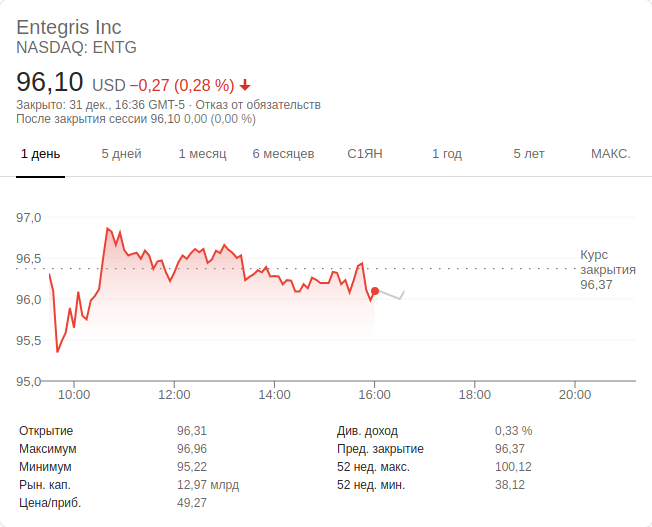 Entegris Inc
NASDAQ: ENTG
96,10 USD −0,27 (0,28 %)
Закрыто: 31 дек., 16:36 GMT-5 · Отказ от обязательств
После закрытия сессии 96,10 0,00 (0,00 %)
1 день 5 дней 1 месяц 6 месяцев С1ЯН 1 год 5 лет МАКС.
97,0
96,5
96,0
95,5
95,0
Курс
закрытия
96,37
10:00 12:00 14:00 16:00 18:00 20:00
Открытие 96,31 Див. доход 0,33 %
Максимум 96,96 Пред. закрытие 96,37
Минимум 95,22 52 нед. макс. 100,12
Рын. кап. 12,97 млрд 52 нед. мин. 38,12
Цена/приб. 49,27